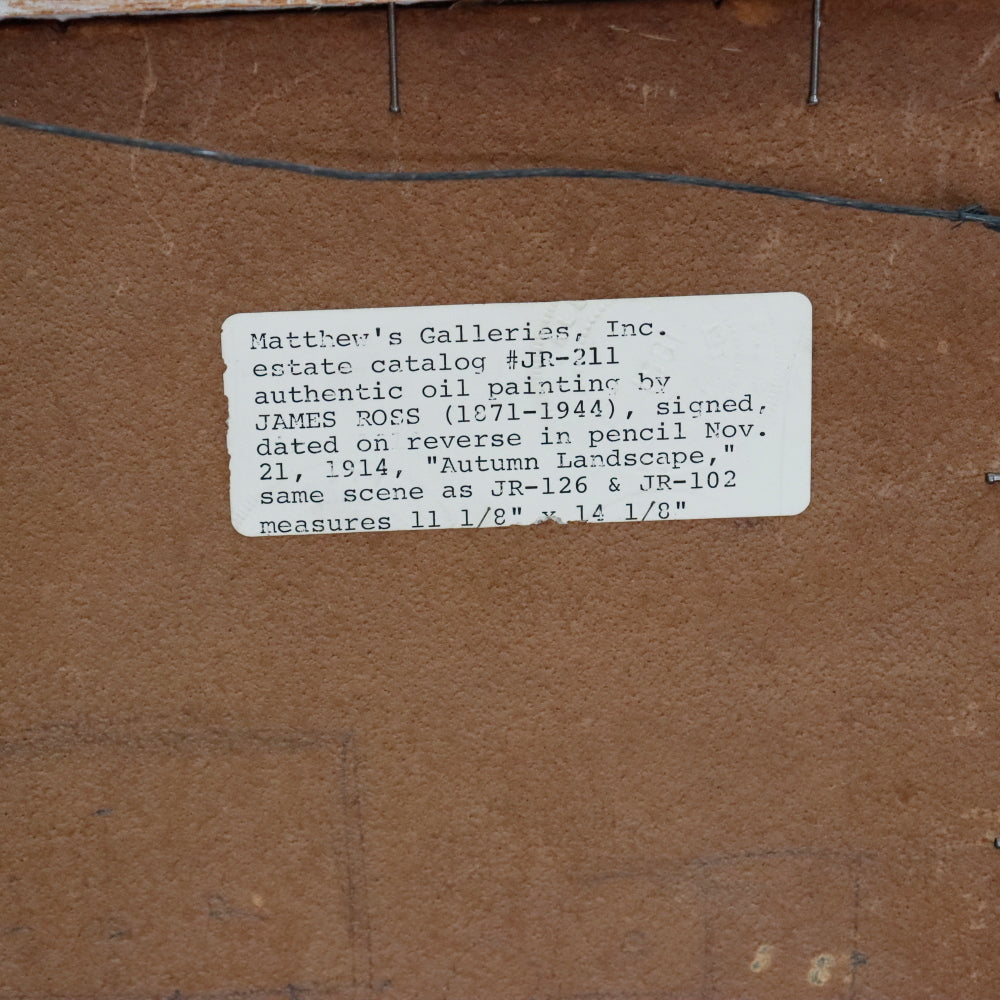 Matthew's Galleries, Inc.
estate catalog #JR-211
authentic oil painting by
JAMES ROSS (1871-1944), signed,
dated on reverse in pencil Nov.
21, 1914, "Autumn Landscape,"
same scene as JR-126 & JR-102
measures 11 1/8" x 14 1/8"